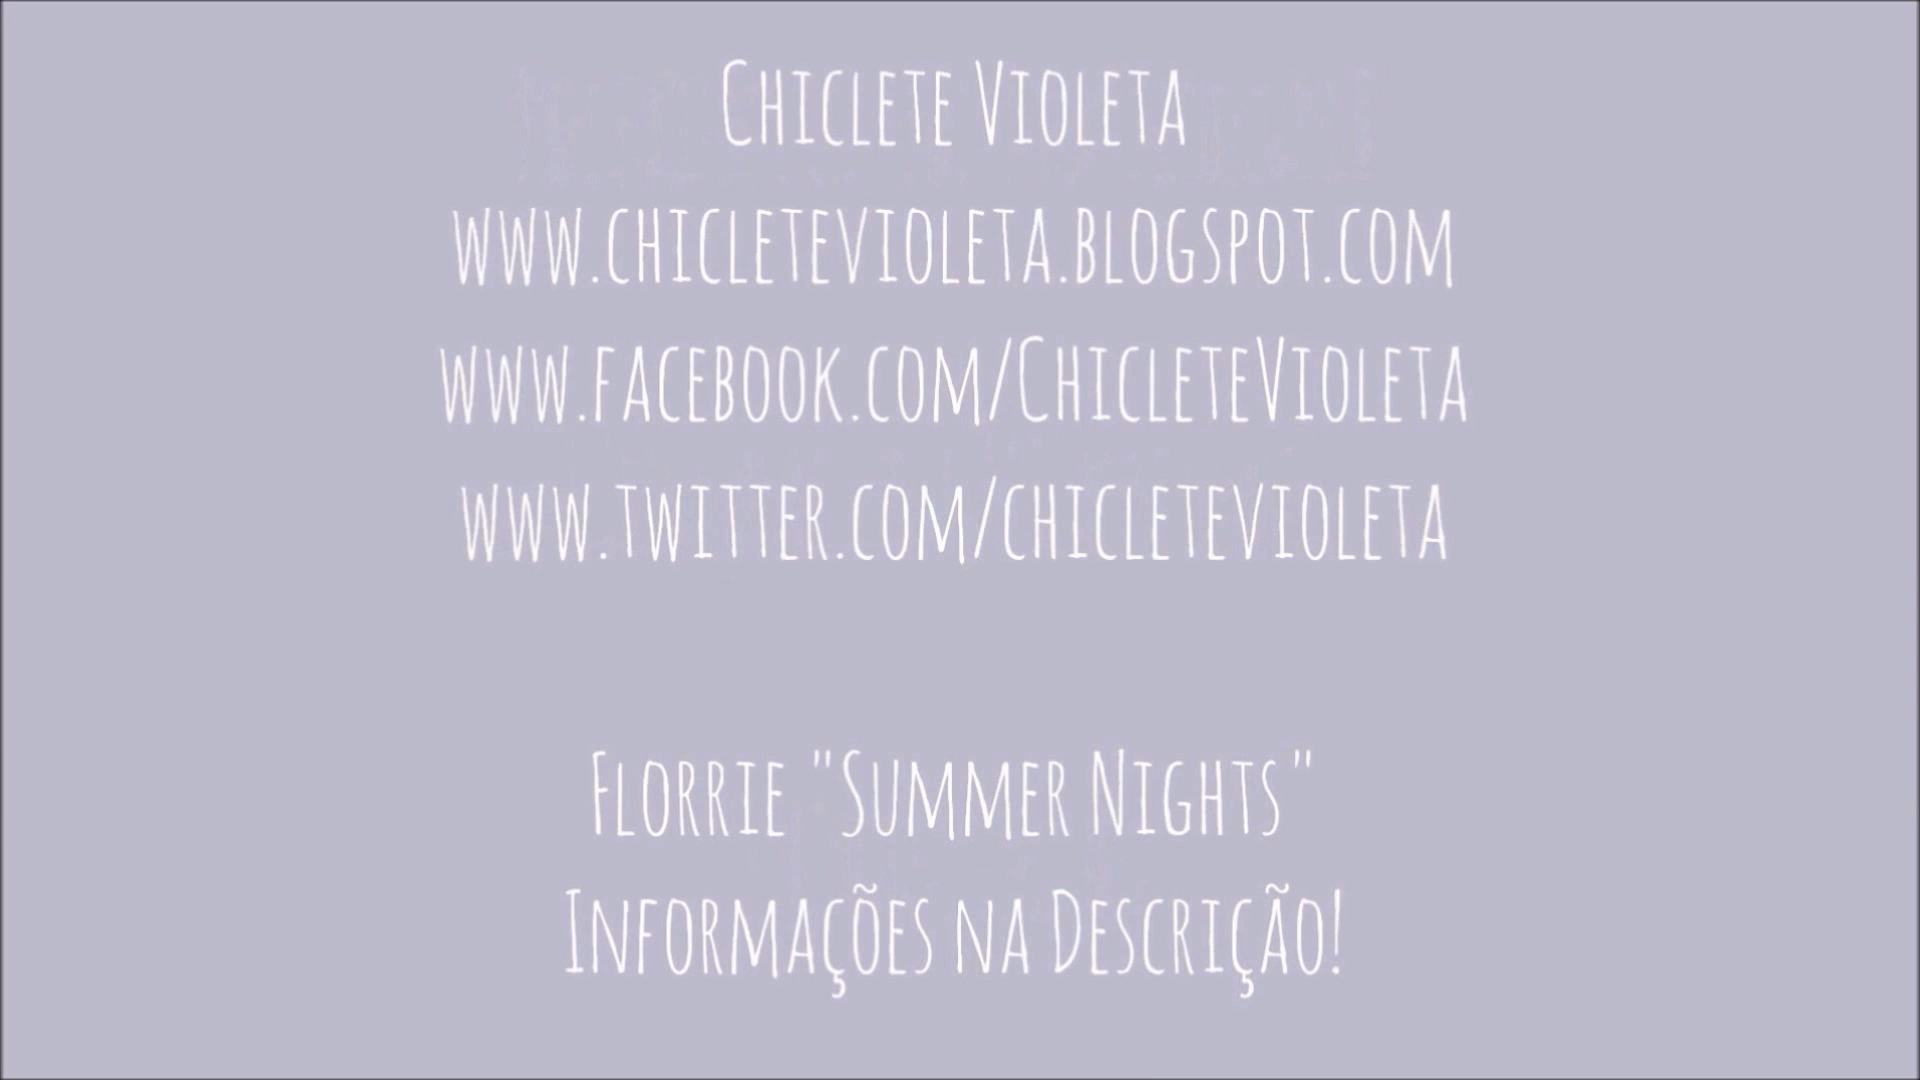 Chiclete Violeta
www.chicletevioleta.blogspot.com
www.facebook.com/ChicleteVioleta
www.twitter.com/chicletevioleta
Florrie "Summer Nights"
Informações na Descrição!